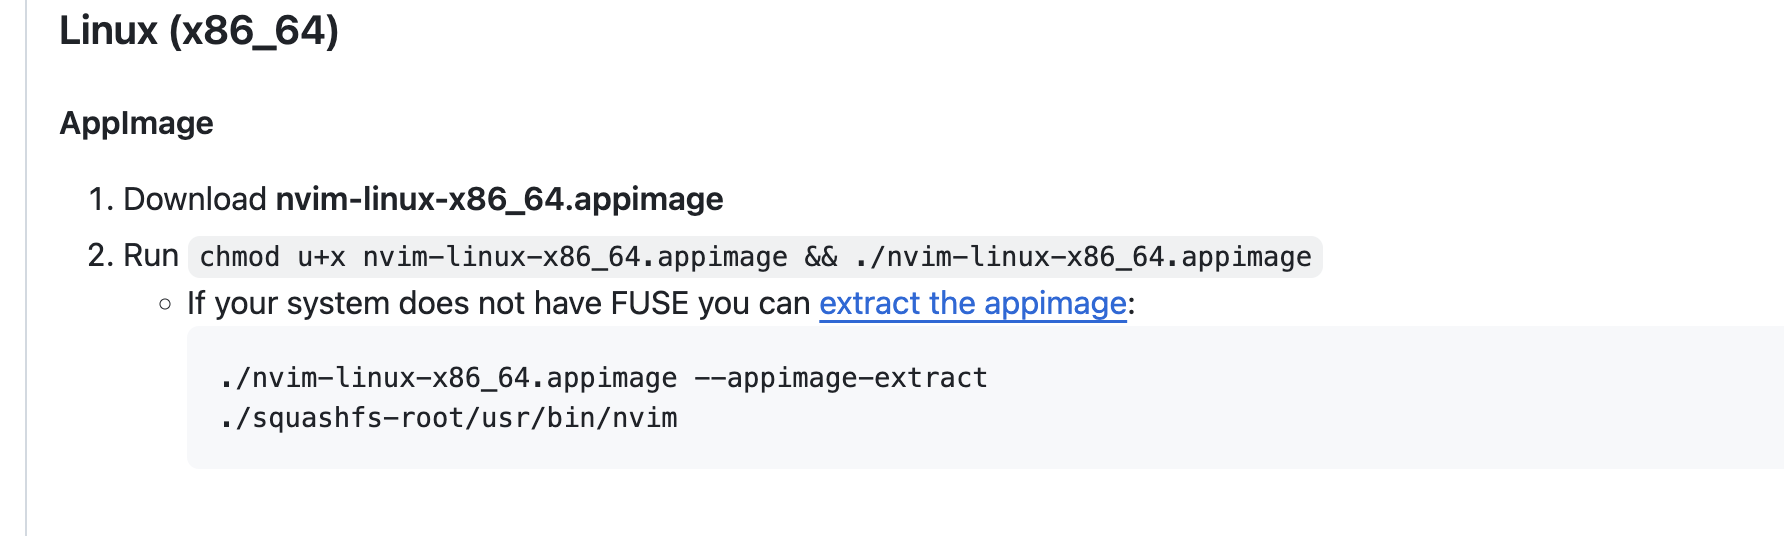 Linux (x86_64)
AppImage
1. Download nvim-linux-x86_64.appimage
2. Run chmod u+x nvim-linux-x86_64.appimage && ./nvim-linux-x86_64.appimage
◦ If your system does not have FUSE you can extract the appimage:
./nvim-linux-x86_64.appimage --appimage-extract
./squashfs-root/usr/bin/nvim